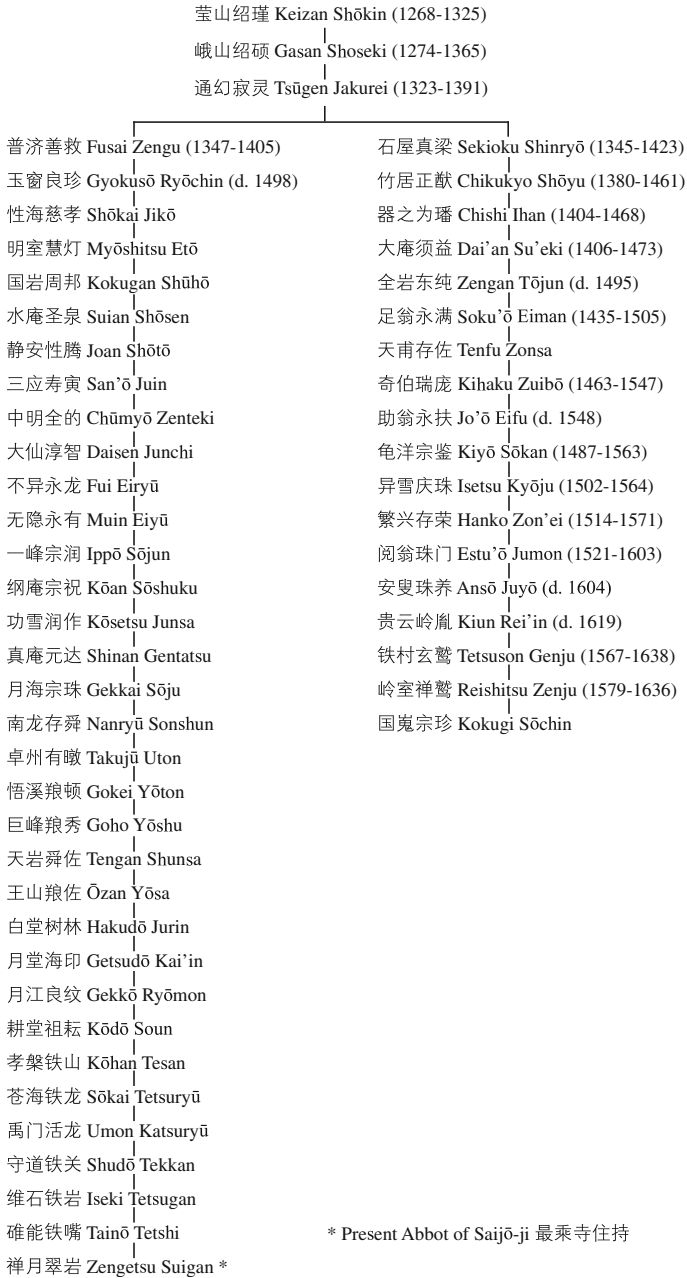 莹山绍瑾 Keizan Shōkin (1268-1325)
峨山绍硕 Gasan Shoseki (1274-1365)
通幻寂灵 Tsūgen Jakurei (1323-1391)
普济善救 Fusai Zengu (1347-1405)
玉窗良珍 Gyokusō Ryōchin (d. 1498)
性海慈孝 Shōkai Jikō
明室慧灯 Myōshitsu Etō
国岩周邦 Kokugan Shūhō
水庵圣泉 Suian Shōsen
静安性腾 Joan Shōtō
三应寿寅 San’ō Juin
中明全的 Chūmyō Zenteki
大仙淳智 Daisen Junchi
不异永龙 Fui Eiryū
无隐永有 Muin Eiyū
一峰宗润 Ippō Sōjun
纲庵宗祝 Kōan Sōshuku
功雪润作 Kōsetsu Junsa
真庵元达 Shinan Gentatsu
月海宗珠 Gekkai Sōju
南龙存舜 Nanryū Sonshun
卓州有暾 Takujū Uton
悟溪羪顿 Gokei Yōton
巨峰羪秀 Goho Yōshu
天岩舜佐 Tengan Shunsa
王山羪佐 Ōzan Yōsa
白堂树林 Hakudō Jurin
月堂海印 Getsudō Kai’in
月江良纹 Gekkō Ryōmon
耕堂祖耘 Kōdō Soun
孝槃铁山 Kōhan Tesan
苍海铁龙 Sōkai Tetsuryū
禹门活龙 Umon Katsuryū
守道铁关 Shudō Tekkan
维石铁岩 Iseki Tetsugan
碓能铁嘴 Tainō Tetshi
禅月翠岩 Zengetsu Suigan *
石屋真梁 Sekioku Shinryō (1345-1423)
竹居正猷 Chikukyo Shōyu (1380-1461)
器之为璠 Chishi Ihan (1404-1468)
大庵须益 Dai’an Su’eki (1406-1473)
全岩东纯 Zengan Tōjun (d. 1495)
足翁永满 Soku’ō Eiman (1435-1505)
天甫存佐 Tenfu Zonsa
奇伯瑞庞 Kihaku Zuibō (1463-1547)
助翁永扶 Jo’ō Eifu (d. 1548)
龟洋宗鉴 Kiyō Sōkan (1487-1563)
异雪庆珠 Isetsu Kyōju (1502-1564)
繁兴存荣 Hanko Zon’ei (1514-1571)
阅翁珠门 Estu’ō Jumon (1521-1603)
安叟珠养 Ansō Juyō (d. 1604)
贵云岭胤 Kiun Rei’in (d. 1619)
铁村玄鹫 Tetsuson Genju (1567-1638)
岭室禅鹫 Reishitsu Zenju (1579-1636)
国嵬宗珍 Kokugi Sōchin
* Present Abbot of Saijō-ji 最乘寺住持